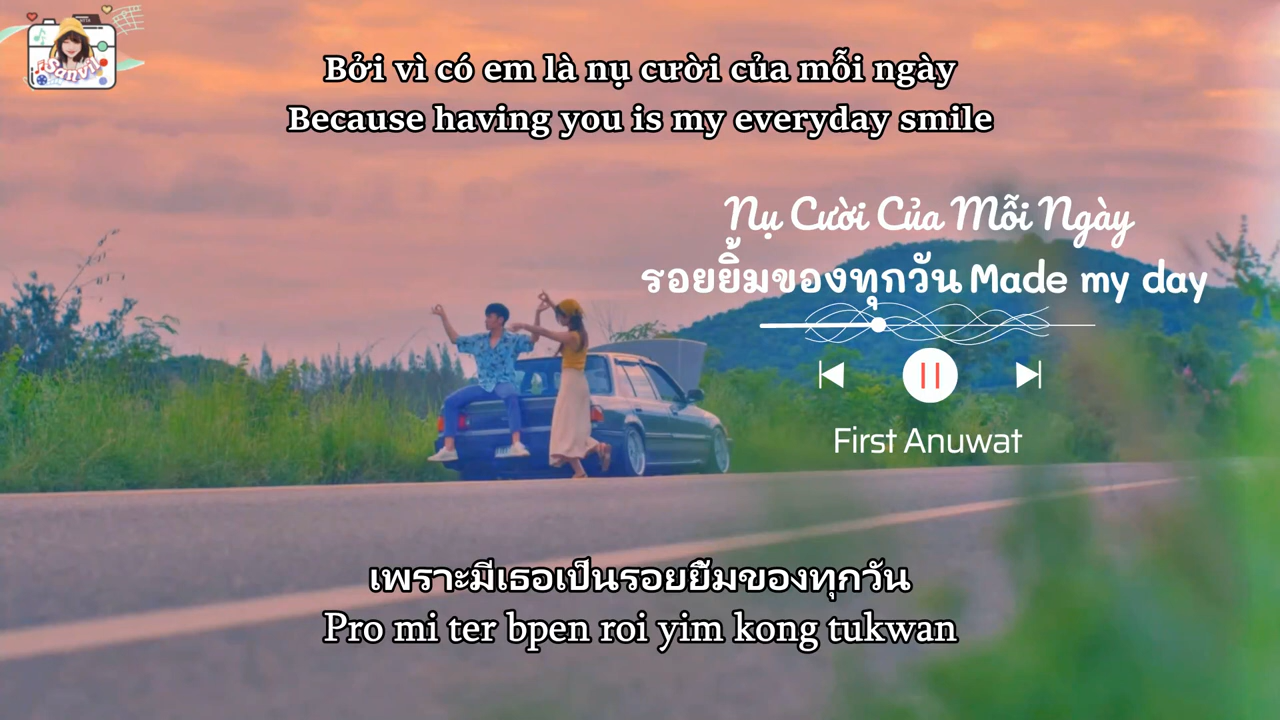 iSanvil
Bởi vì có em là nụ cười của mỗi ngày
Because having you is my everyday smile
Nụ Cười Của Mỗi Ngày
รอยยิ้มของทุกวัน Made my day
First Anuwat
เพราะมีเธอเป็นรอยยิ้มของทุกวัน
Pro mi ter bpen roi yim kong tukwan